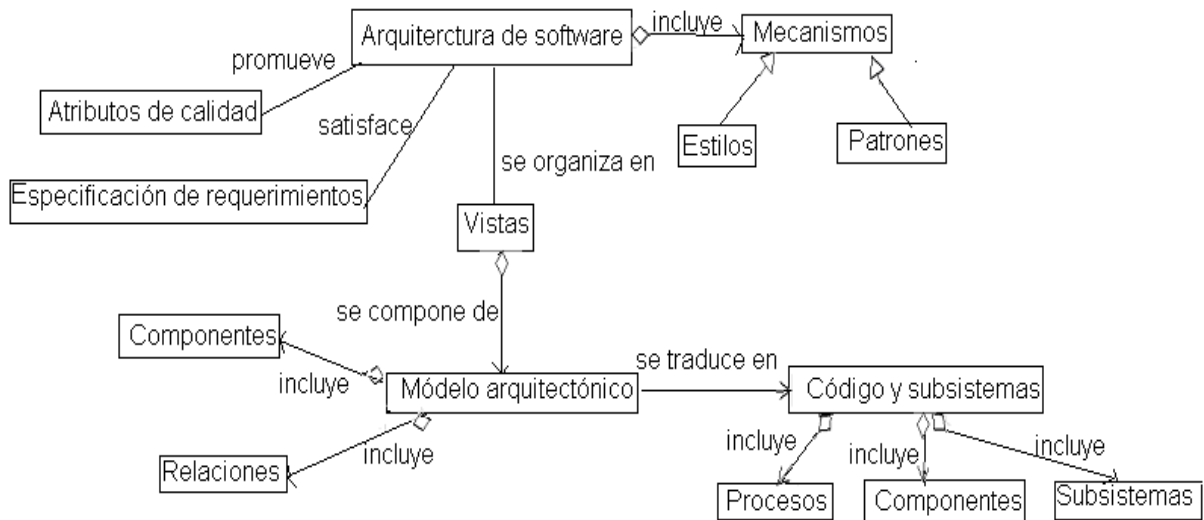 Arquiterctura de software
incluye
Mecanismos
promueve
Atributos de calidad
satisface
Estilos
Patrones
se organiza en
Especificación de requerimientos
Vistas
se compone de
Componentes
se traduce en
incluye
Módelo arquitectónico
Código y subsistemas
incluye
incluye
incluye
incluye
Relaciones
Procesos
Componentes
Subsistemas